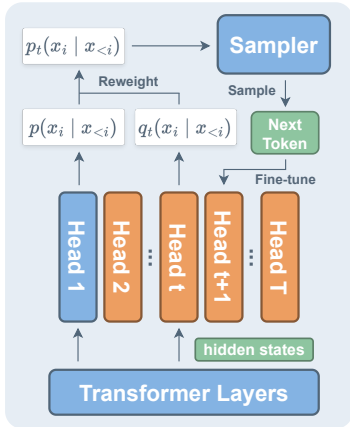 p_t(x_i | x_{<i})
Sampler
Reweight
Sample
p(x_i | x_{<i})
q_t(x_i | x_{<i})
Next
Token
Fine-tune
Head 1
Head 2
...
Head t
Head t+1
...
Head T
hidden states
Transformer Layers